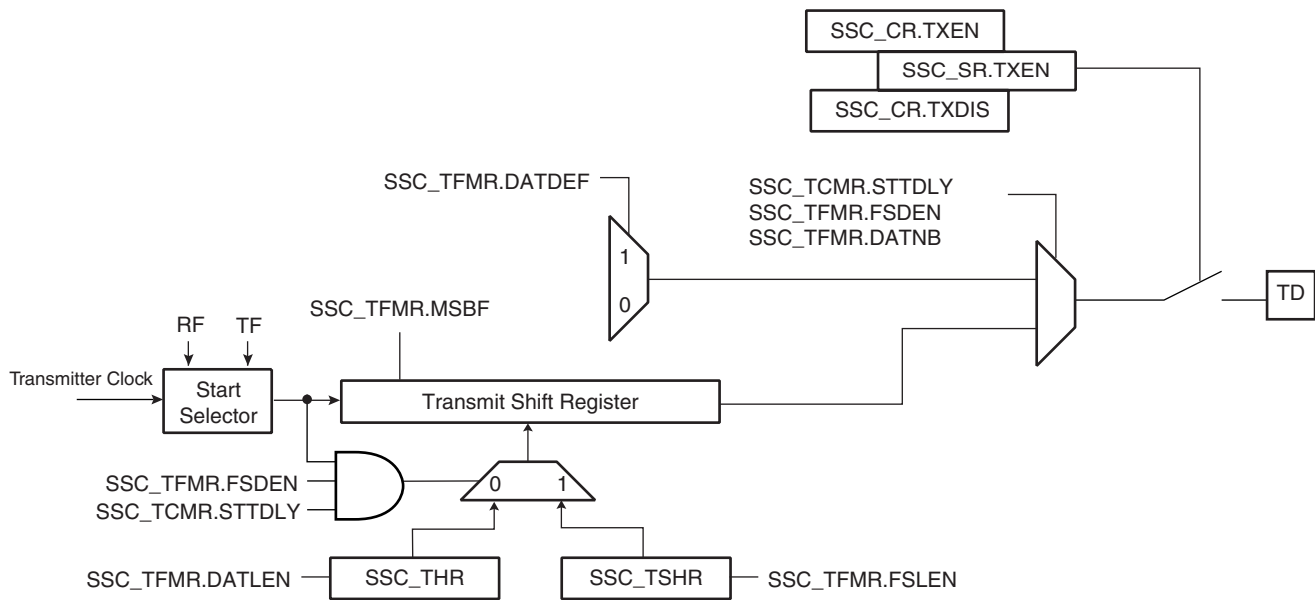 SSC_CR.TXEN
SSC_SR.TXEN
SSC_CR.TXDIS
SSC_TFMR.DATDEF
SSC_TCMR.STTDLY
SSC_TFMR.FSDEN
SSC_TFMR.DATNB
1
0
SSC_TFMR.MSBF
RF TF
TD
Transmitter Clock
Start
Selector
Transmit Shift Register
SSC_TFMR.FSDEN
SSC_TCMR.STTDLY
0 1
SSC_TFMR.DATLEN
SSC_THR
SSC_TSHR
SSC_TFMR.FSLEN